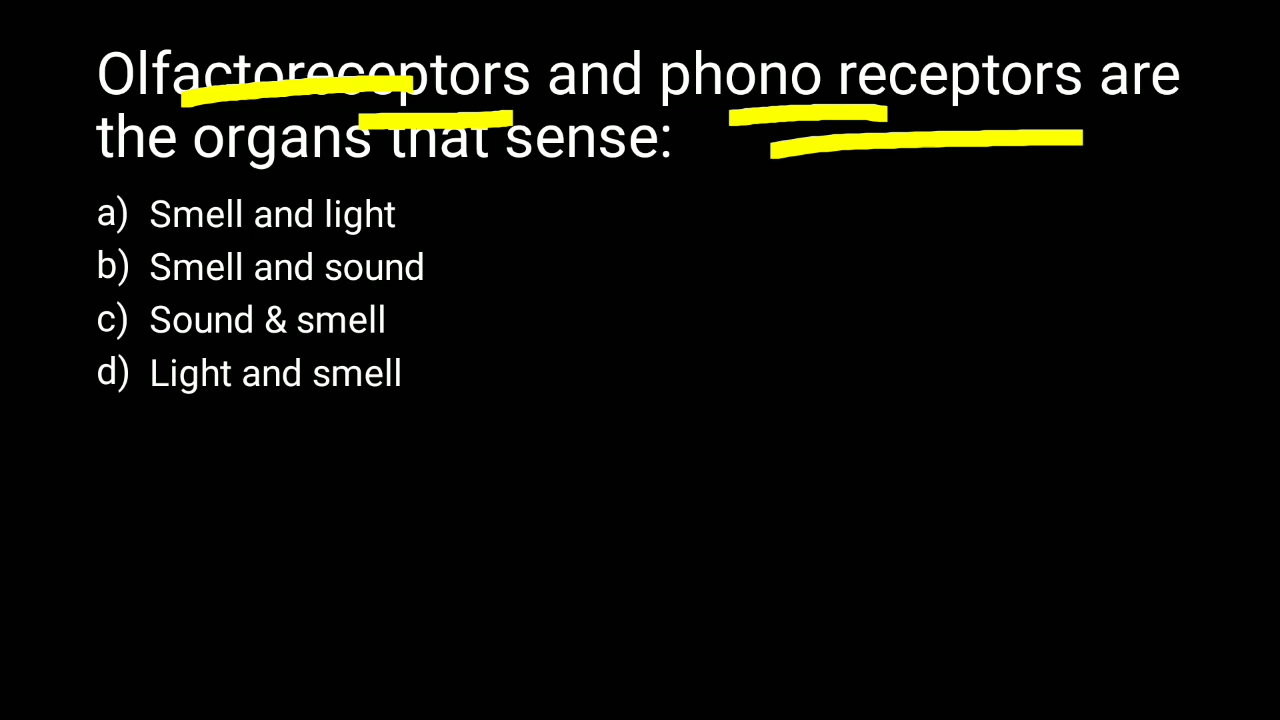 Olfactoreceptors and phono receptors are
the organs that sense:
a) Smell and light
b) Smell and sound
c) Sound & smell
d) Light and smell